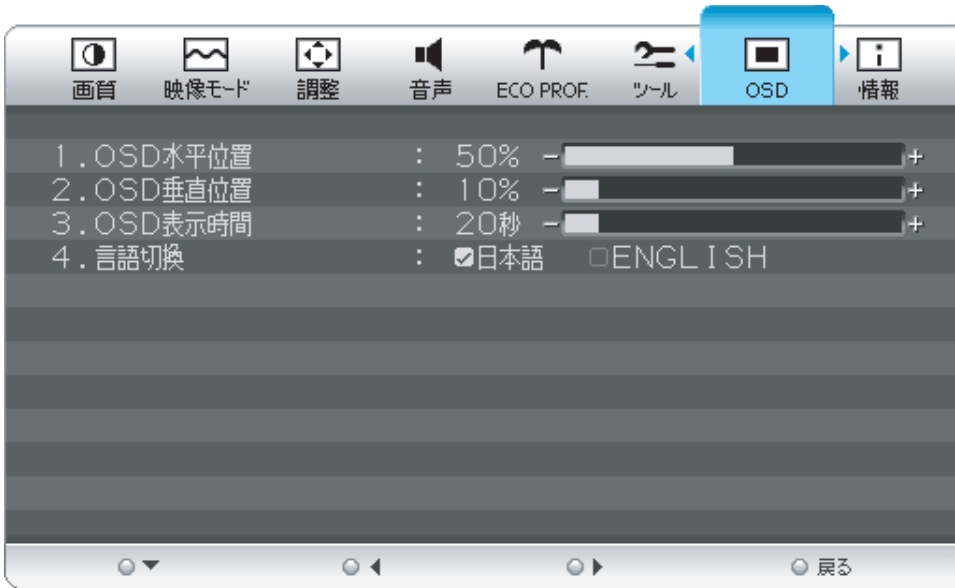 画質 映像モード 調整 音声 ECO PROF. ツール OSD 情報
1.OSD水平位置 : 50% - +
2.OSD垂直位置 : 10% - +
3.OSD表示時間 : 20秒 - +
4.言語切換 : 日本語 ENGLISH
戻る